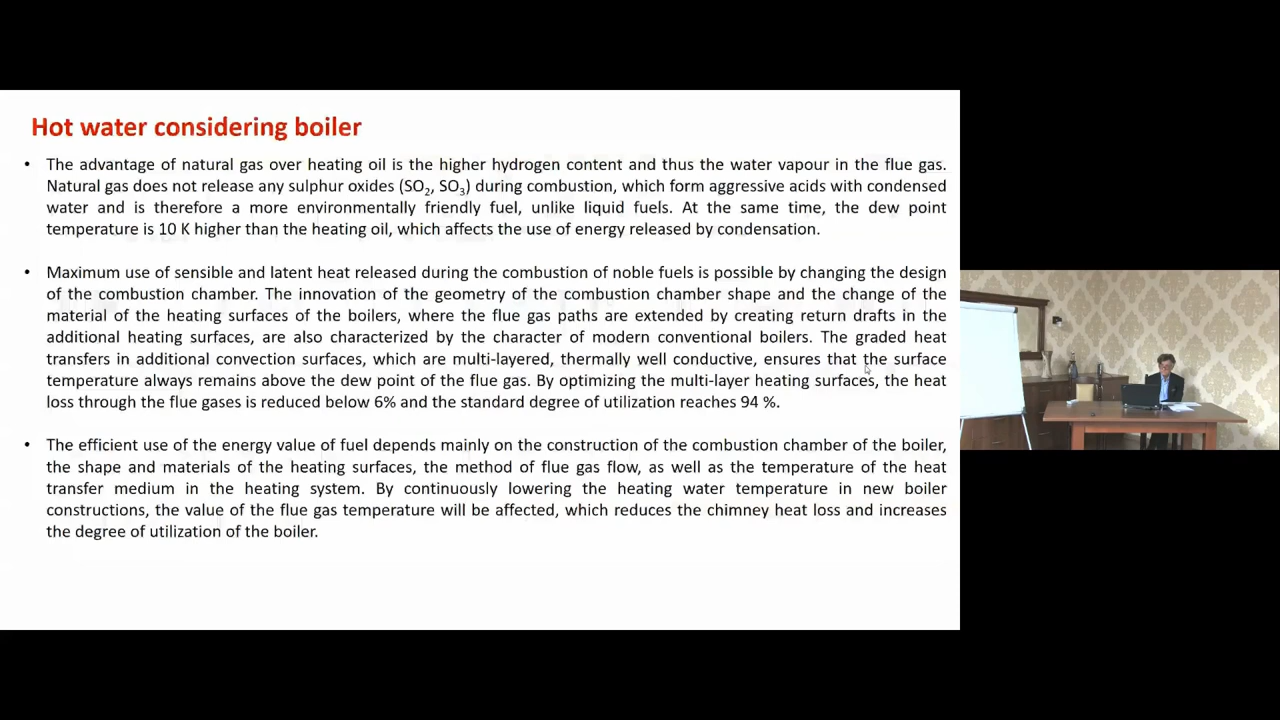 Hot water considering boiler
• The advantage of natural gas over heating oil is the higher hydrogen content and thus the water vapour in the flue gas.
Natural gas does not release any sulphur oxides (SO₂, SO₃) during combustion, which form aggressive acids with condensed
water and is therefore a more environmentally friendly fuel, unlike liquid fuels. At the same time, the dew point
temperature is 10 K higher than the heating oil, which affects the use of energy released by condensation.
• Maximum use of sensible and latent heat released during the combustion of noble fuels is possible by changing the design
of the combustion chamber. The innovation of the geometry of the combustion chamber shape and the change of the
material of the heating surfaces of the boilers, where the flue gas paths are extended by creating return drafts in the
additional heating surfaces, are also characterized by the character of modern conventional boilers. The graded heat
transfers in additional convection surfaces, which are multi-layered, thermally well conductive, ensures that the surface
temperature always remains above the dew point of the flue gas. By optimizing the multi-layer heating surfaces, the heat
loss through the flue gases is reduced below 6% and the standard degree of utilization reaches 94 %.
• The efficient use of the energy value of fuel depends mainly on the construction of the combustion chamber of the boiler,
the shape and materials of the heating surfaces, the method of flue gas flow, as well as the temperature of the heat
transfer medium in the heating system. By continuously lowering the heating water temperature in new boiler
constructions, the value of the flue gas temperature will be affected, which reduces the chimney heat loss and increases
the degree of utilization of the boiler.